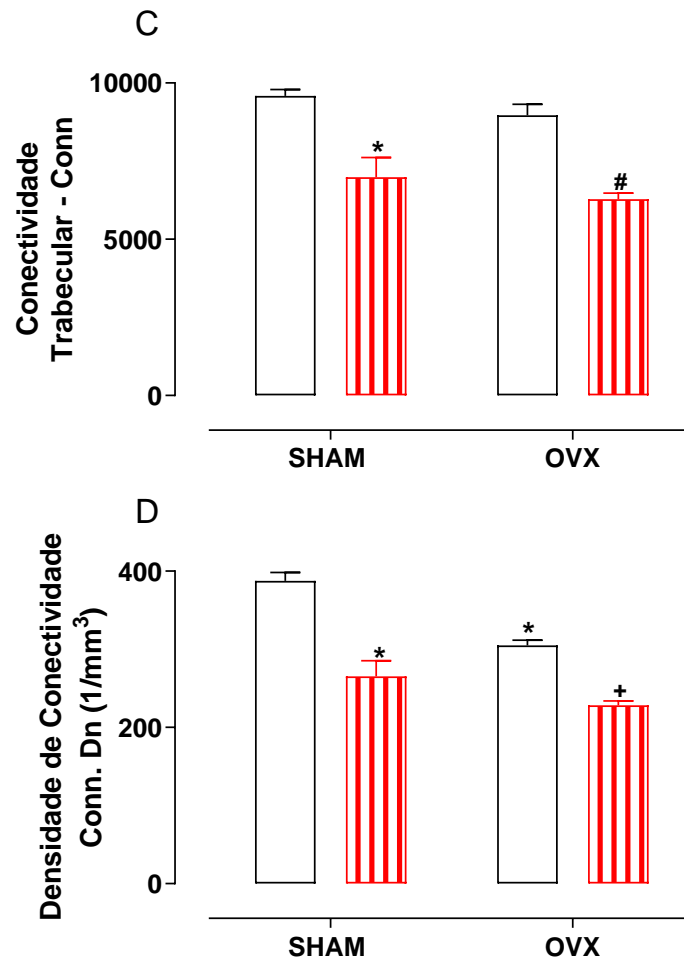 C
Conectividade
Trabecular - Conn
10000
5000
0
*
#
SHAM OVX
D
Densidade de Conectividade
Conn. Dn (1/mm³)
400
200
0
*
*
+
SHAM OVX